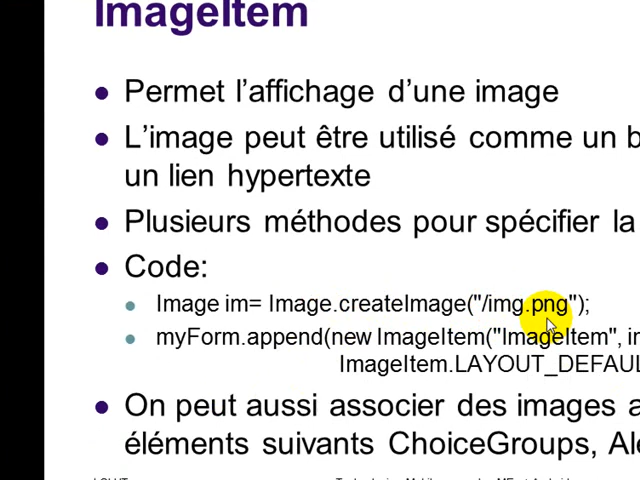 ImageItem
Permet l'affichage d'une image
L'image peut être utilisé comme un
un lien hypertexte
Plusieurs méthodes pour spécifier la
Code:
Image im= Image.createImage("/img.png");
myForm.append(new ImageItem("ImageItem",
ImageItem.LAYOUT_DEFAUL
On peut aussi associer des images
éléments suivants ChoiceGroups,